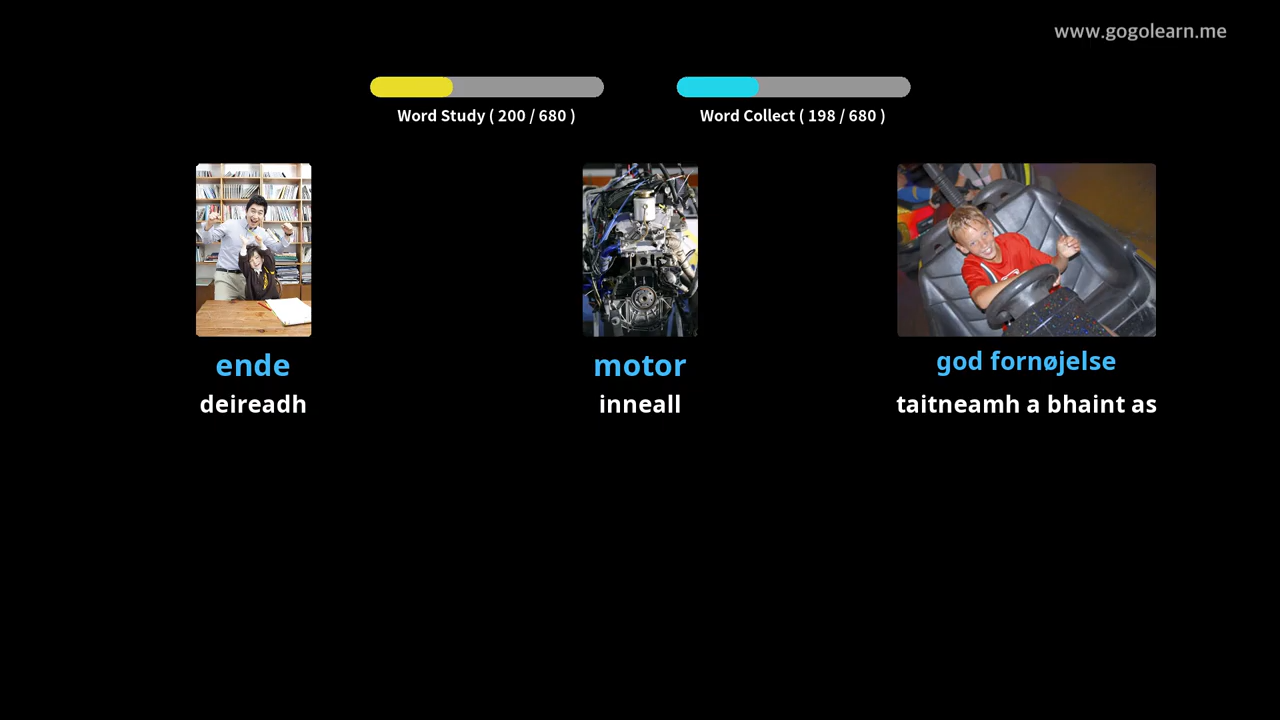 www.gogolearn.me
Word Study ( 200 / 680 )
Word Collect ( 198 / 680 )
ende
deireadh
motor
inneall
god fornøjelse
taitneamh a bhaint as